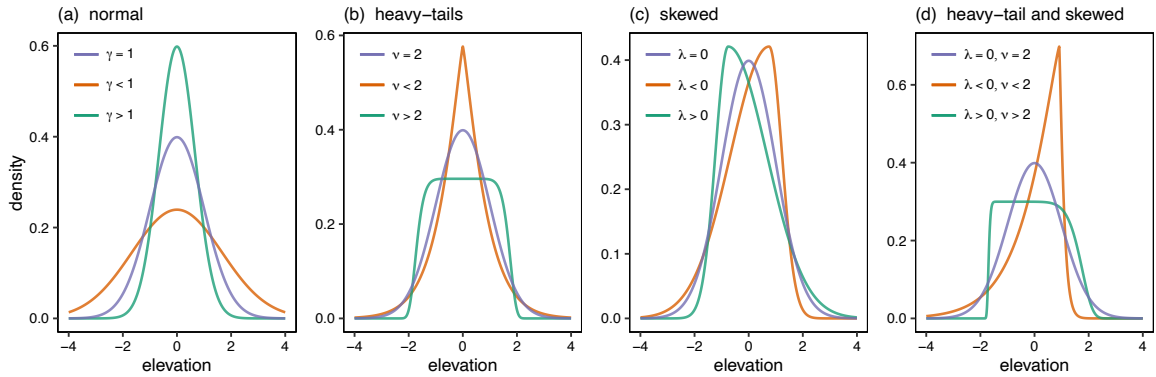 (a) normal
γ = 1
γ < 1
γ > 1
0.6
0.4
0.2
0.0
density
−4 −2 0 2 4
elevation
(b) heavy−tails
ν = 2
ν < 2
ν > 2
0.6
0.4
0.2
0.0
−4 −2 0 2 4
elevation
(c) skewed
λ = 0
λ < 0
λ > 0
0.4
0.3
0.2
0.1
0.0
−4 −2 0 2 4
elevation
(d) heavy−tail and skewed
λ = 0, ν = 2
λ < 0, ν < 2
λ > 0, ν > 2
0.6
0.4
0.2
0.0
−4 −2 0 2 4
elevation